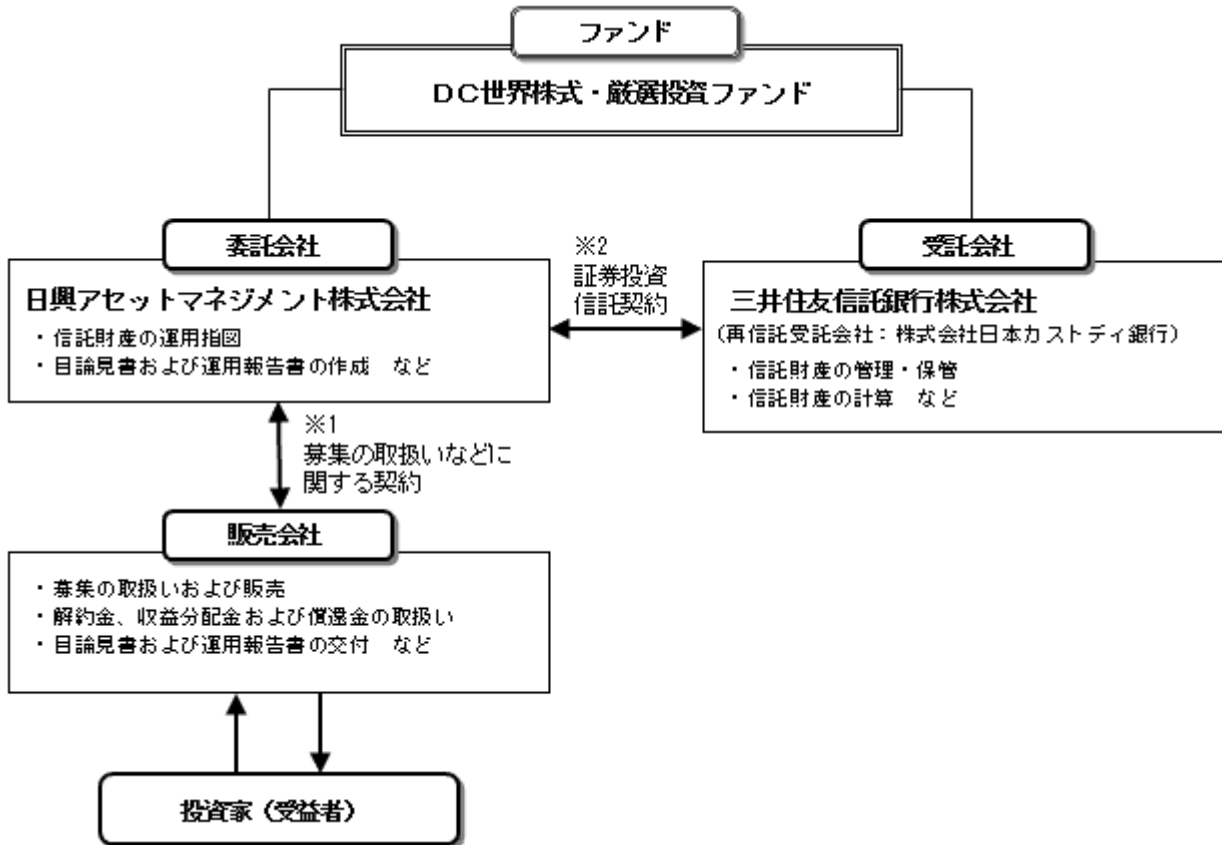 ファンド
DC世界株式・厳選投資ファンド
委託会社
日興アセットマネジメント株式会社
・信託財産の運用指図
・目論見書および運用報告書の作成　など
※2
証券投資
信託契約
受託会社
三井住友信託銀行株式会社
(再信託受託会社：株式会社日本カストディ銀行)
・信託財産の管理・保管
・信託財産の計算　など
※1
募集の取扱いなどに
関する契約
販売会社
・募集の取扱いおよび販売
・解約金、収益分配金および償還金の取扱い
・目論見書および運用報告書の交付　など
投資家（受益者）